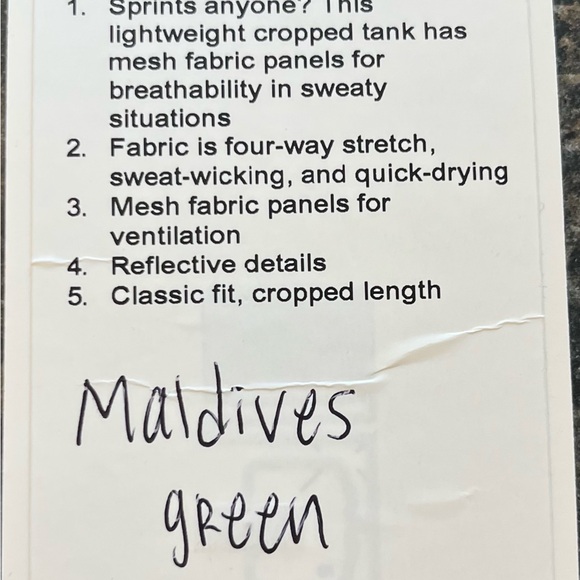 1. Sprints anyone? This
lightweight cropped tank has
mesh fabric panels for
breathability in sweaty
situations
2. Fabric is four-way stretch,
sweat-wicking, and quick-drying
3. Mesh fabric panels for
ventilation
4. Reflective details
5. Classic fit, cropped length
Maldives
green